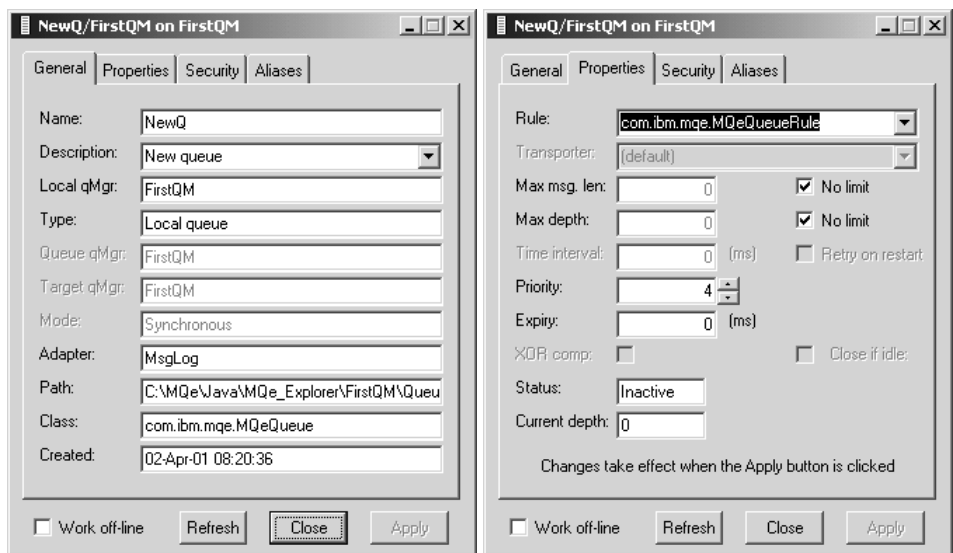 NewQ/FirstQM on FirstQM
General Properties Security Aliases
Name: NewQ
Description: New queue
Local qMgr: FirstQM
Type: Local queue
Queue qMgr: FirstQM
Target qMgr: FirstQM
Mode: Synchronous
Adapter: MsgLog
Path: C:\MQe\Java\MQe_Explorer\FirstQM\Queu
Class: com.ibm.mqe.MQeQueue
Created: 02-Apr-01 08:20:36
Work off-line Refresh Close Apply
NewQ/FirstQM on FirstQM
General Properties Security Aliases
Rule: com.ibm.mqe.MQeQueueRule
Transporter: (default)
Max msg. len: 0 No limit
Max depth: 0 No limit
Time interval: 0 (ms) Retry on restart
Priority: 4
Expiry: 0 (ms)
XOR comp: Close if idle:
Status: Inactive
Current depth: 0
Changes take effect when the Apply button is clicked
Work off-line Refresh Close Apply